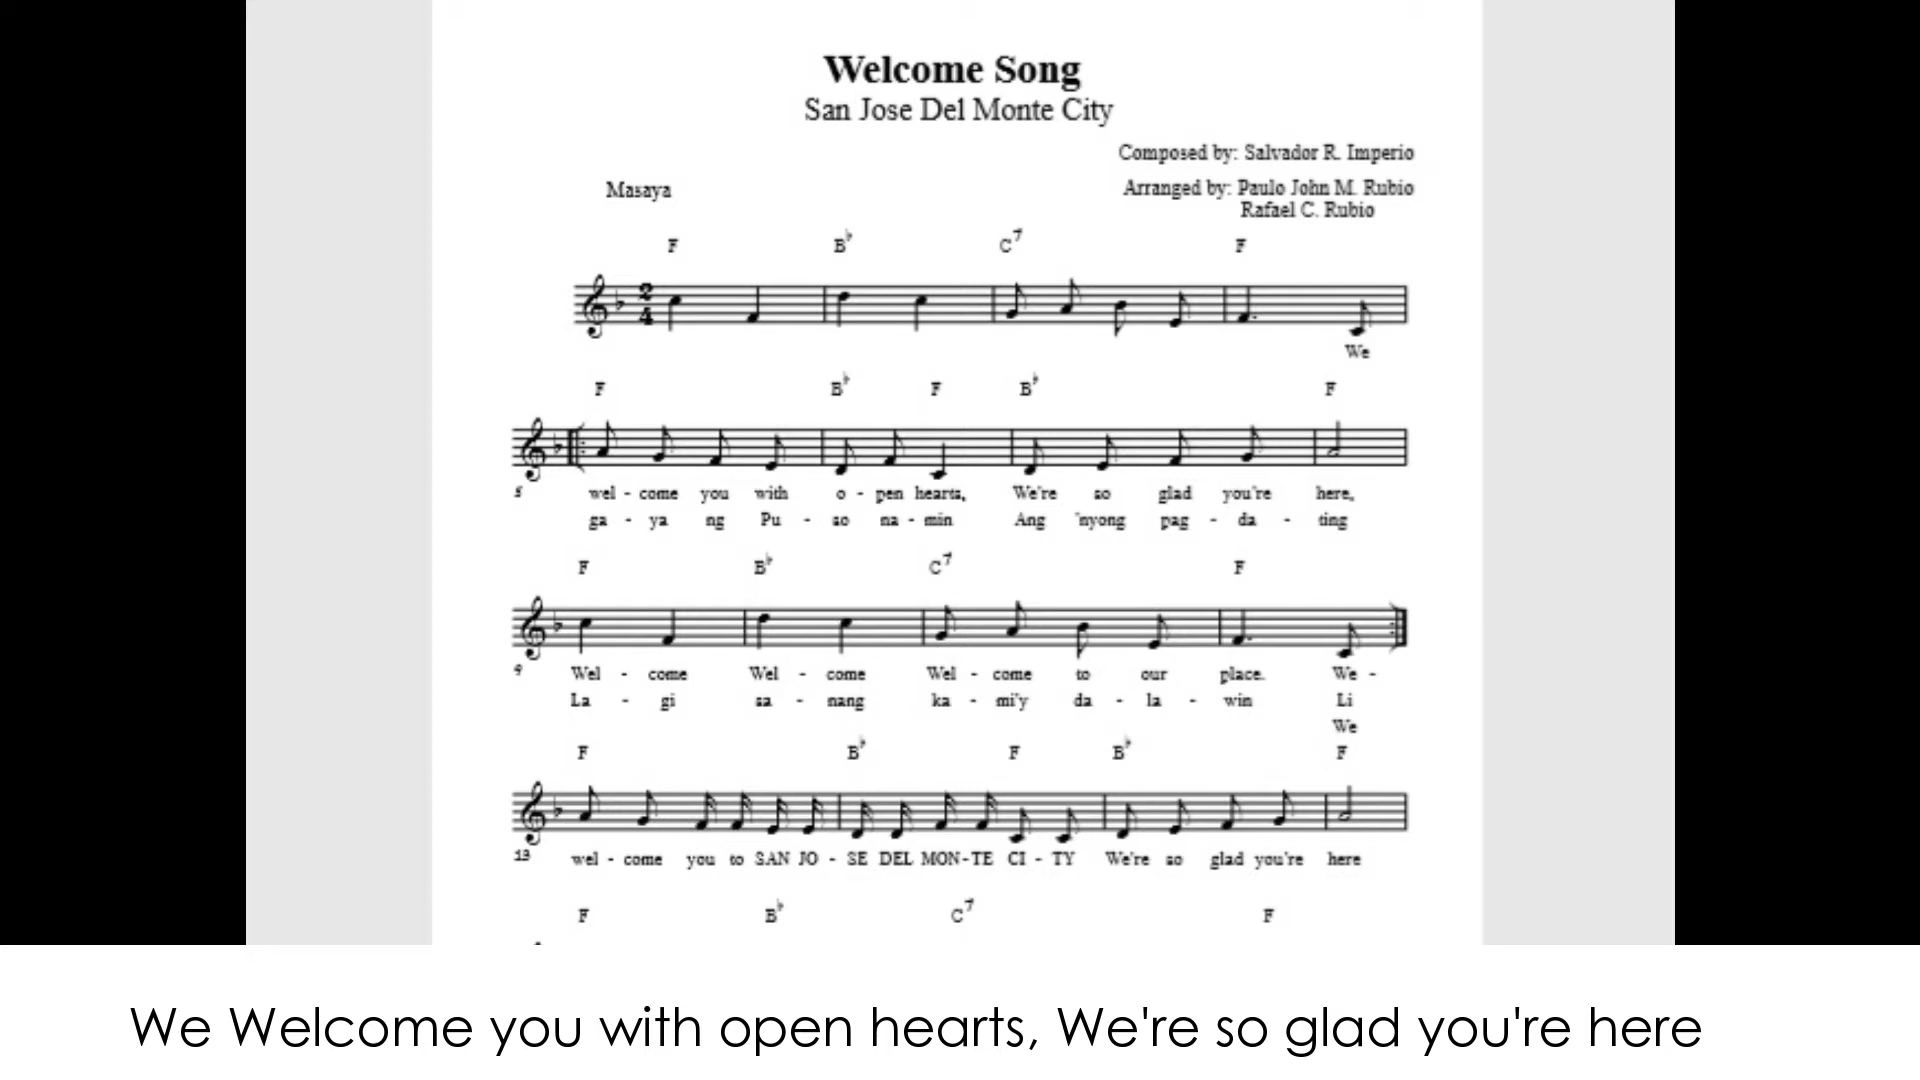 Welcome Song
San Jose Del Monte City
Composed by: Salvador R. Imperio
Masaya
Arranged by: Paulo John M. Rubio
Rafael C. Rubio
F B♭ C7 F
2
4
We
F B♭ F B♭ F
5 wel - come you with o - pen hearts, We're so glad you're here,
ga - ya ng Pu - so na - min Ang 'nyong pag - da - ting
F B♭ C7 F
9 Wel - come Wel - come Wel - come to our place. We -
La - gi sa - nang ka - mi'y da - la - win Li
We
F B♭ F B♭ F
13 wel - come you to SAN JO - SE DEL MON-TE CI - TY We're so glad you're here
F B♭ C7 F
We Welcome you with open hearts, We're so glad you're here